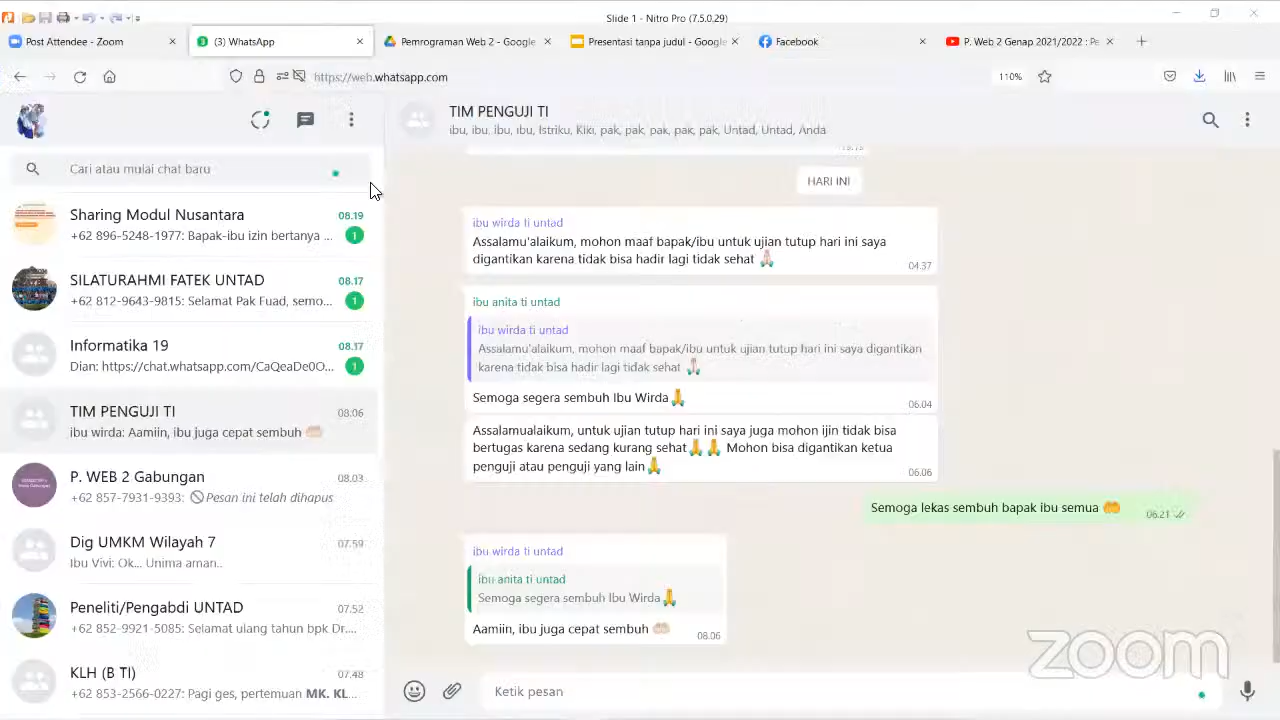 Slide 1 - Nitro Pro (7.5.0.29)
Post Attendee - Zoom
(3) WhatsApp
Pemrograman Web 2 - Google
Presentasi tanpa judul - Google
Facebook
P. Web 2 Genap 2021/2022 : Pe
https://web.whatsapp.com
110%
TIM PENGUJI TI
ibu, ibu, ibu, ibu, Istriku, Kiki, pak, pak, pak, pak, pak, Untad, Untad, Anda
Cari atau mulai chat baru
Sharing Modul Nusantara 08.19
+62 896-5248-1977: Bapak-ibu izin bertanya ... 1
SILATURAHMI FATEK UNTAD 08.17
+62 812-9643-9815: Selamat Pak Fuad, semo... 1
Informatika 19 08.17
Dian: https://chat.whatsapp.com/CaQeaDe0O... 1
TIM PENGUJI TI 08:06
ibu wirda: Aamiin, ibu juga cepat sembuh 🤲🏻
P. WEB 2 Gabungan 08.03
+62 857-7931-9393: Pesan ini telah dihapus
Dig UMKM Wilayah 7 07.59
Ibu Vivi: Ok... Unima aman..
Peneliti/Pengabdi UNTAD 07.52
+62 852-9921-5085: Selamat ulang tahun bpk Dr....
KLH (B TI) 07.48
+62 853-2566-0227: Pagi ges, pertemuan MK. KL...
HARI INI
ibu wirda ti untad
Assalamu'alaikum, mohon maaf bapak/ibu untuk ujian tutup hari ini saya
digantikan karena tidak bisa hadir lagi tidak sehat 🙏🏻
04.37
ibu anita ti untad
ibu wirda ti untad
Assalamu'alaikum, mohon maaf bapak/ibu untuk ujian tutup hari ini saya digantikan
karena tidak bisa hadir lagi tidak sehat 🙏🏻
Semoga segera sembuh Ibu Wirda🙏
06.04
Assalamualaikum, untuk ujian tutup hari ini saya juga mohon ijin tidak bisa
bertugas karena sedang kurang sehat🙏🙏 Mohon bisa digantikan ketua
penguji atau penguji yang lain🙏
06.06
Semoga lekas sembuh bapak ibu semua 🤲 06.21
ibu wirda ti untad
ibu anita ti untad
Semoga segera sembuh Ibu Wirda🙏
Aamiin, ibu juga cepat sembuh 🤲🏻 08.06
Ketik pesan
zoom